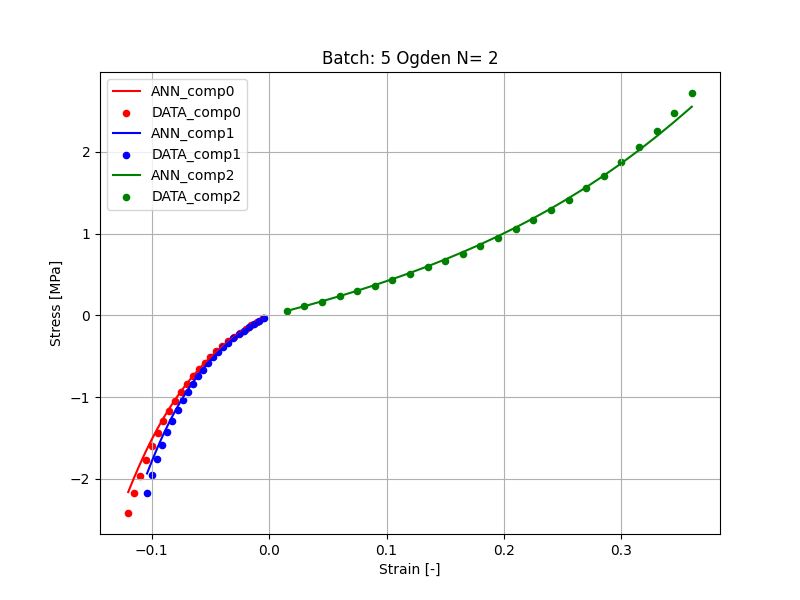 Batch: 5 Ogden N= 2
ANN_comp0
DATA_comp0
ANN_comp1
DATA_comp1
ANN_comp2
DATA_comp2
Stress [MPa]
2
1
0
−1
−2
−0.1
0.0
0.1
0.2
0.3
Strain [-]